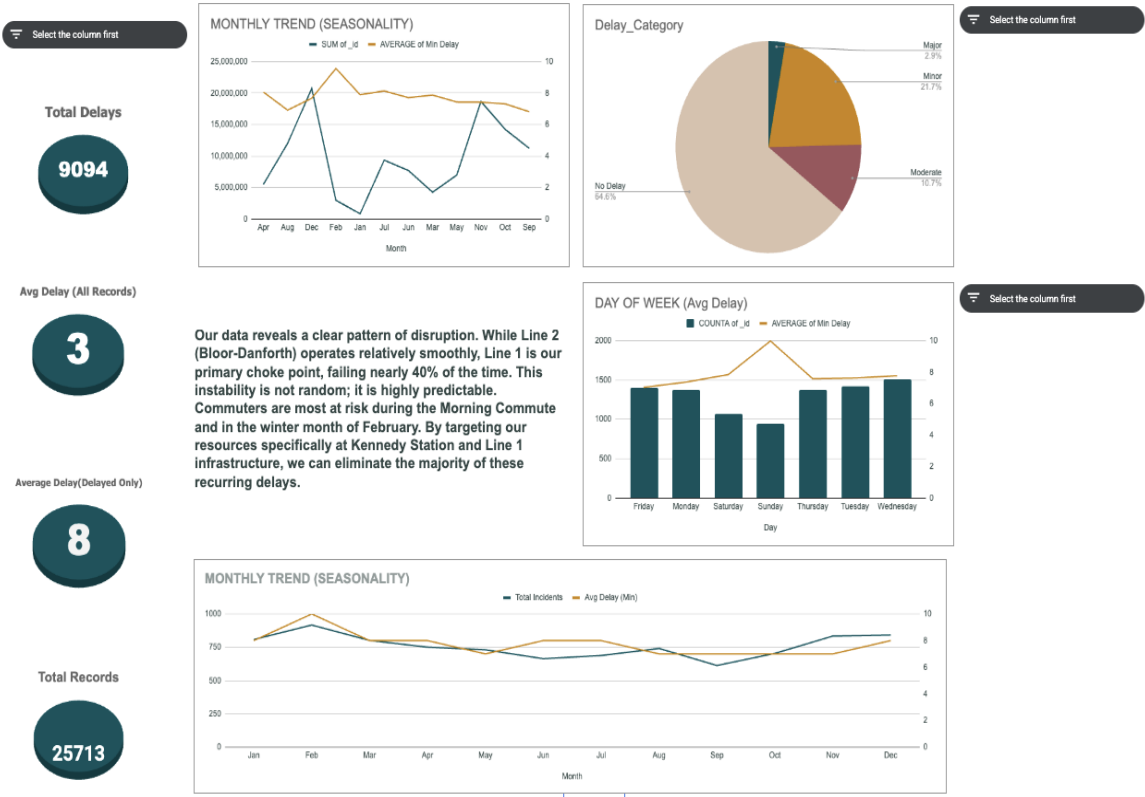 Select the column first
Total Delays
9094
Avg Delay (All Records)
3
Average Delay(Delayed Only)
8
Total Records
25713
MONTHLY TREND (SEASONALITY)
SUM of _id AVERAGE of Min Delay
25,000,000 10
20,000,000 8
15,000,000 6
10,000,000 4
5,000,000 2
0 0
Apr Aug Dec Feb Jan Jul Jun Mar May Nov Oct Sep
Month
Delay_Category
Major
2.9%
Minor
21.7%
Moderate
10.7%
No Delay
64.6%
Select the column first
Our data reveals a clear pattern of disruption. While Line 2
(Bloor-Danforth) operates relatively smoothly, Line 1 is our
primary choke point, failing nearly 40% of the time. This
instability is not random; it is highly predictable.
Commuters are most at risk during the Morning Commute
and in the winter month of February. By targeting our
resources specifically at Kennedy Station and Line 1
infrastructure, we can eliminate the majority of these
recurring delays.
DAY OF WEEK (Avg Delay)
COUNTA of _id AVERAGE of Min Delay
2000 10
8
1500
6
1000
4
500
2
0 0
Friday Monday Saturday Sunday Thursday Tuesday Wednesday
Day
Select the column first
MONTHLY TREND (SEASONALITY)
Total Incidents Avg Delay (Min)
1000 10
8
750
6
500
4
250
2
0 0
Jan Feb Mar Apr May Jun Jul Aug Sep Oct Nov Dec
Month